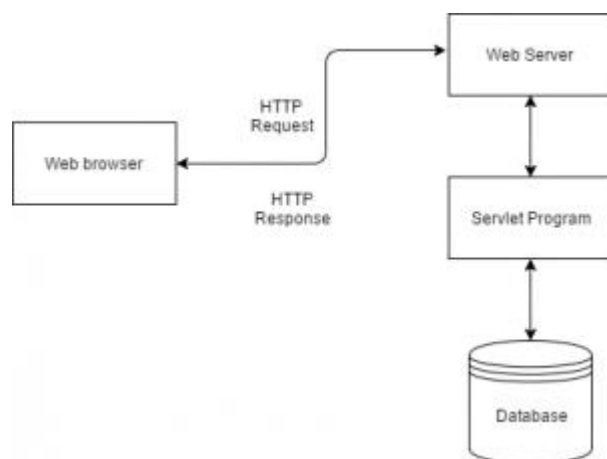 Web Server
HTTP
Request
Web browser
HTTP
Response
Servlet Program
Database